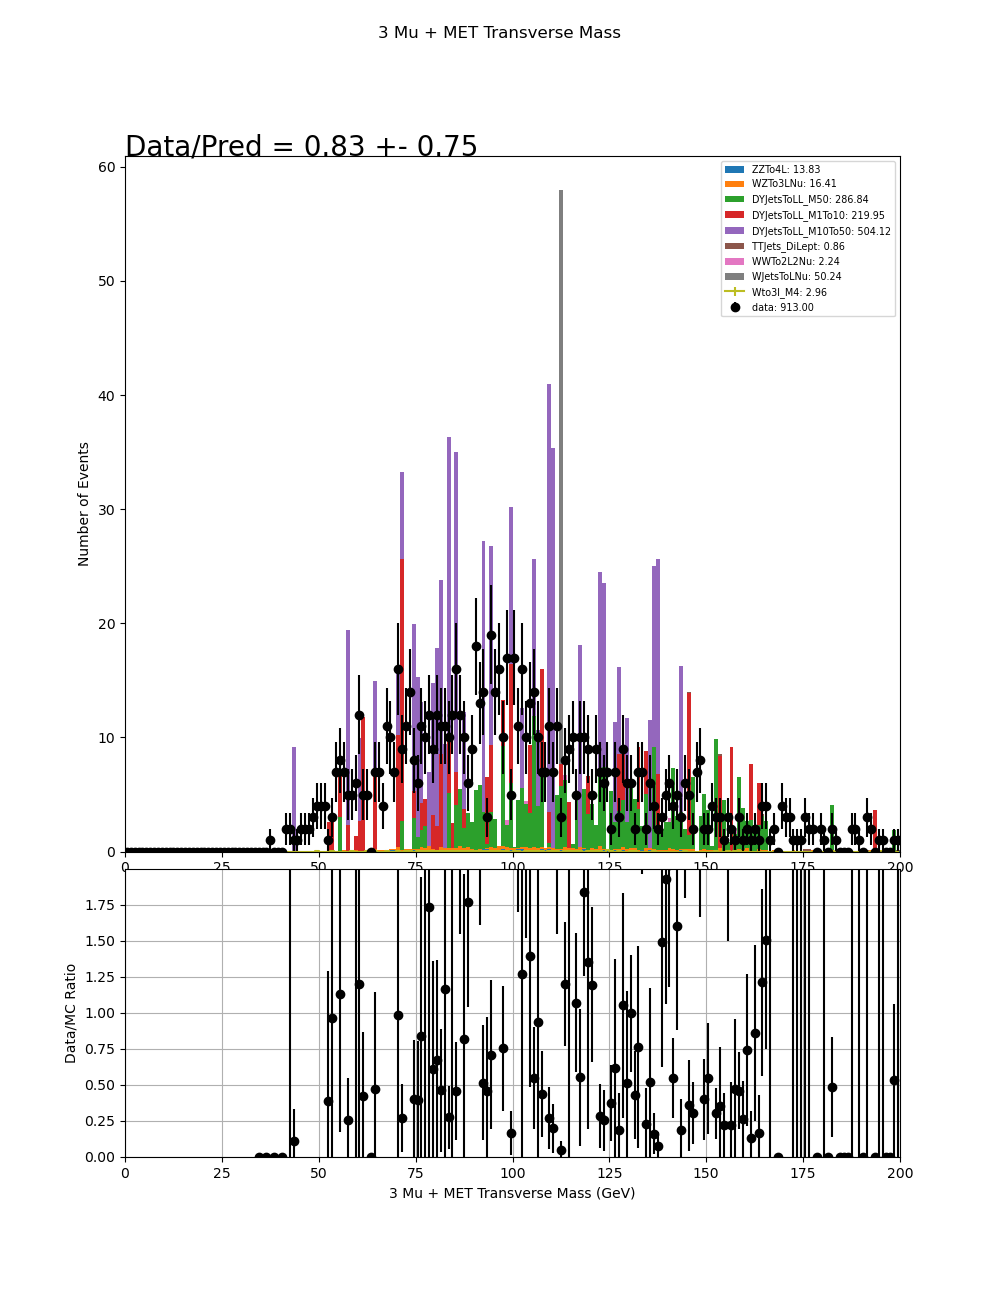 3 Mu + MET Transverse Mass
Data/Pred = 0.83 +- 0.75
ZZTo4L: 13.83
WZTo3LNu: 16.41
DYJetsToLL_M50: 286.84
DYJetsToLL_M1To10: 219.95
DYJetsToLL_M10To50: 504.12
TTJets_DiLept: 0.86
WWTo2L2Nu: 2.24
WJetsToLNu: 50.24
Wto3l_M4: 2.96
data: 913.00
60
50
40
30
20
10
0
Number of Events
0 25 50 75 100 125 150 175 200
1.75
1.50
1.25
1.00
0.75
0.50
0.25
0.00
Data/MC Ratio
0 25 50 75 100 125 150 175 200
3 Mu + MET Transverse Mass (GeV)